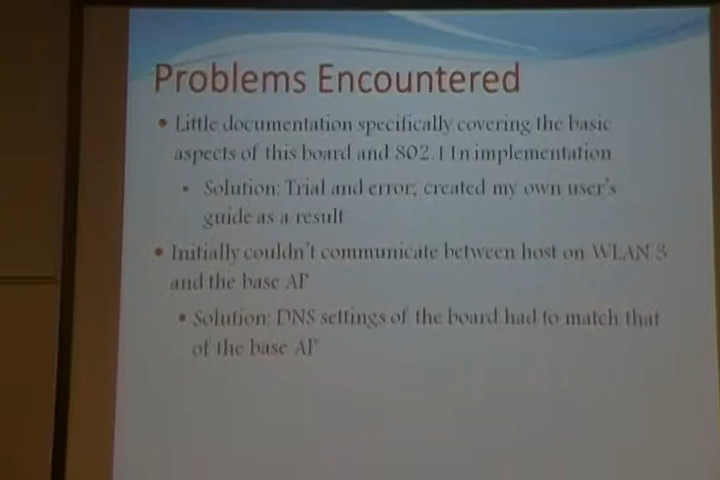 Problems Encountered
• Little documentation specifically covering the basic
aspects of this board and 802.11n implementation
• Solution: Trial and error, created my own user's
guide as a result
• Initially couldn't communicate between host on WLAN'S
and the base AP
• Solution: DNS settings of the board had to match that
of the base AP